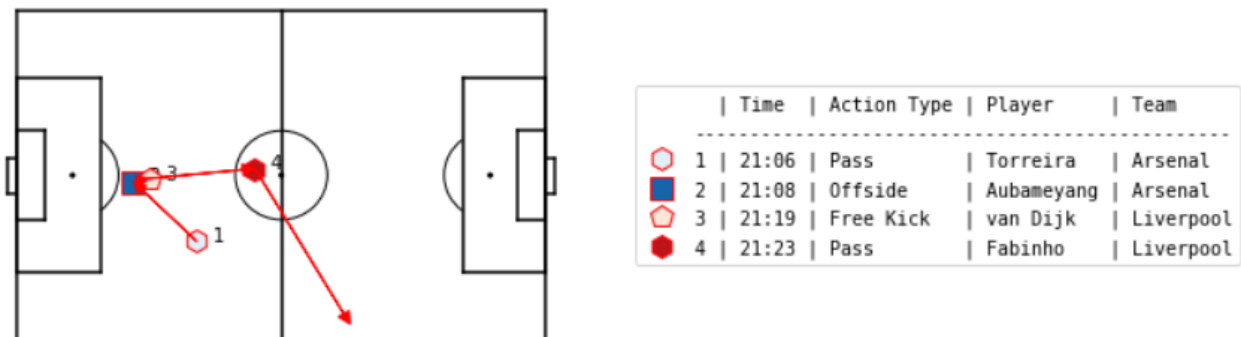 1
3
4
| Time | Action Type | Player | Team
--------------------------------------------------
1 | 21:06 | Pass | Torreira | Arsenal
2 | 21:08 | Offside | Aubameyang | Arsenal
3 | 21:19 | Free Kick | van Dijk | Liverpool
4 | 21:23 | Pass | Fabinho | Liverpool